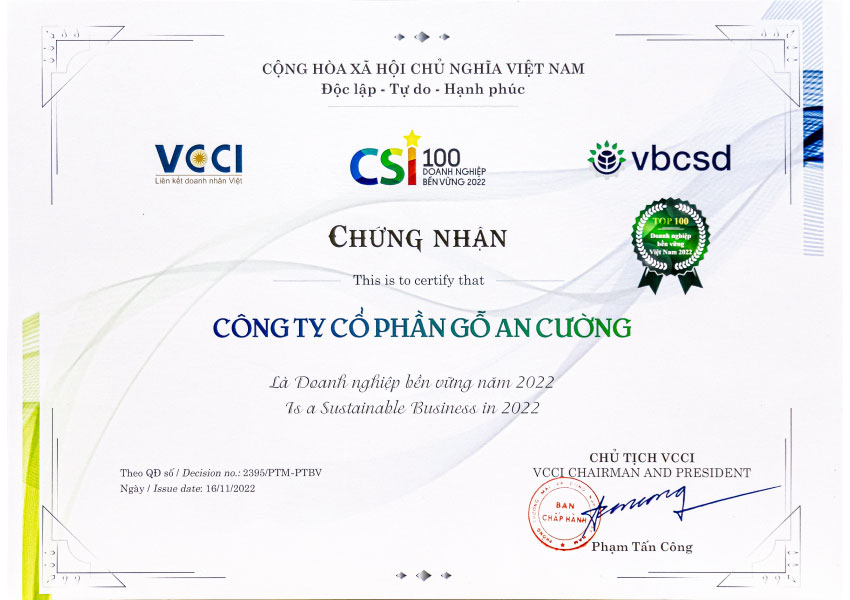 CỘNG HÒA XÃ HỘI CHỦ NGHĨA VIỆT NAM
Độc lập - Tự do - Hạnh phúc
VCCI
Liên kết doanh nhân Việt
CSI 100
DOANH NGHIỆP
BỀN VỮNG 2022
vbcsd
TOP 100
Doanh nghiệp
bền vững
Việt Nam 2022
CHỨNG NHẬN
This is to certify that
CÔNG TY CỔ PHẦN GỖ AN CƯỜNG
Là Doanh nghiệp bền vững năm 2022
Is a Sustainable Business in 2022
Theo QĐ số / Decision no.: 2395/PTM-PTBV
Ngày / Issue date: 16/11/2022
CHỦ TỊCH VCCI
VCCI CHAIRMAN AND PRESIDENT
BAN
CHẤP HÀNH
Phạm Tấn Công